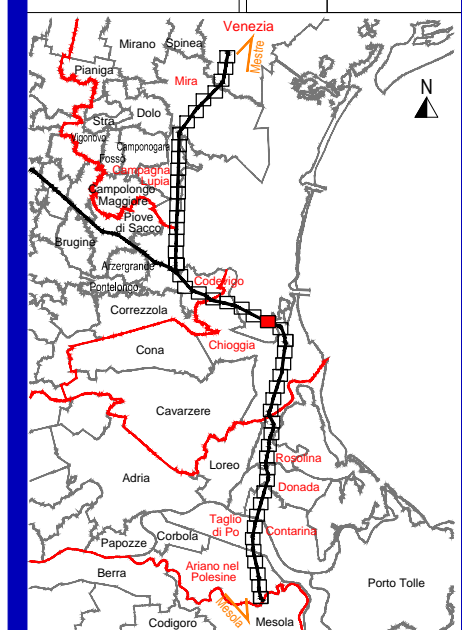 Venezia
Mirano
Spinea
Mestre
Pianiga
Mira
N
Stra
Dolo
Vigonovo
Camponogara
Fosso
Campagna
Lupia
Campolongo
Maggiore
Piove
di Sacco
Brugine
Arzergrande
Codevigo
Pontelongo
Correzzola
Chioggia
Cona
Cavarzere
Rosolina
Loreo
Adria
Donada
Taglio
di Po
Contarina
Corbola
Papozze
Berra
Ariano nel
Polesine
Porto Tolle
Mesola
Mesola
Codigoro